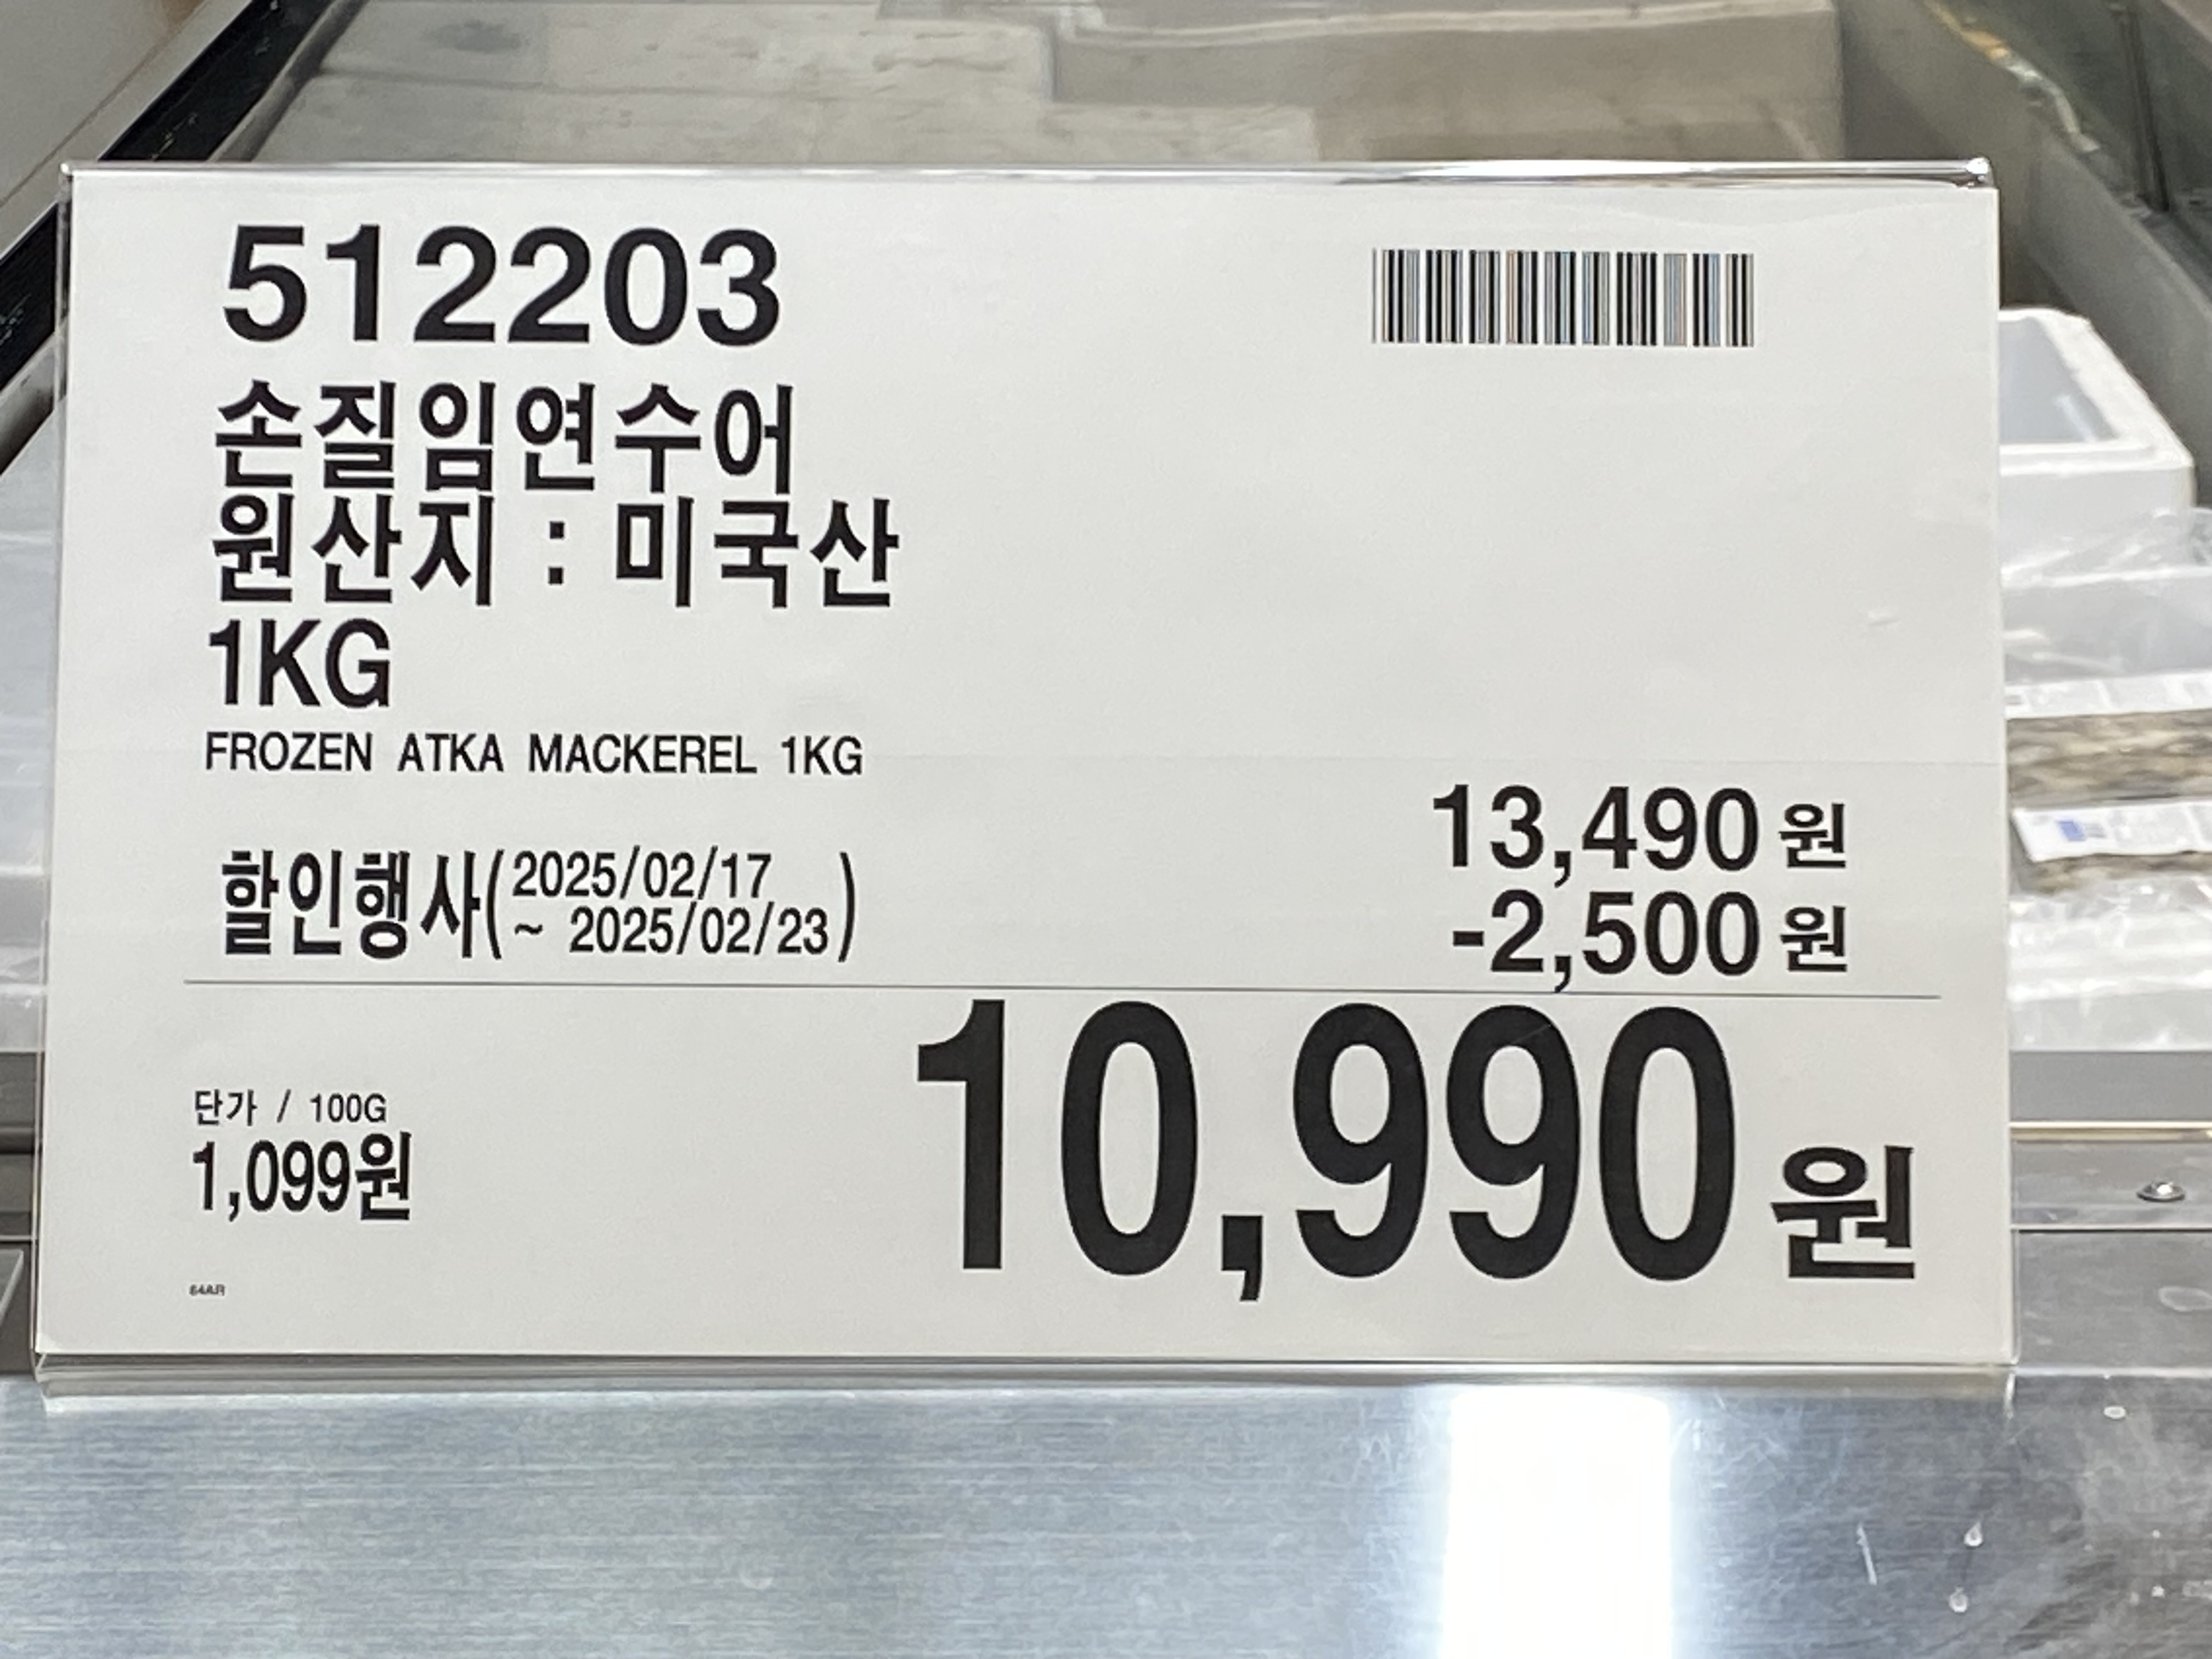 512203
손질임연수어
원산지 : 미국산
1KG
FROZEN ATKA MACKEREL 1KG
13,490 원
할인행사(2025/02/17 ~ 2025/02/23)
-2,500 원
10,990 원
단가 / 100G
1,099원